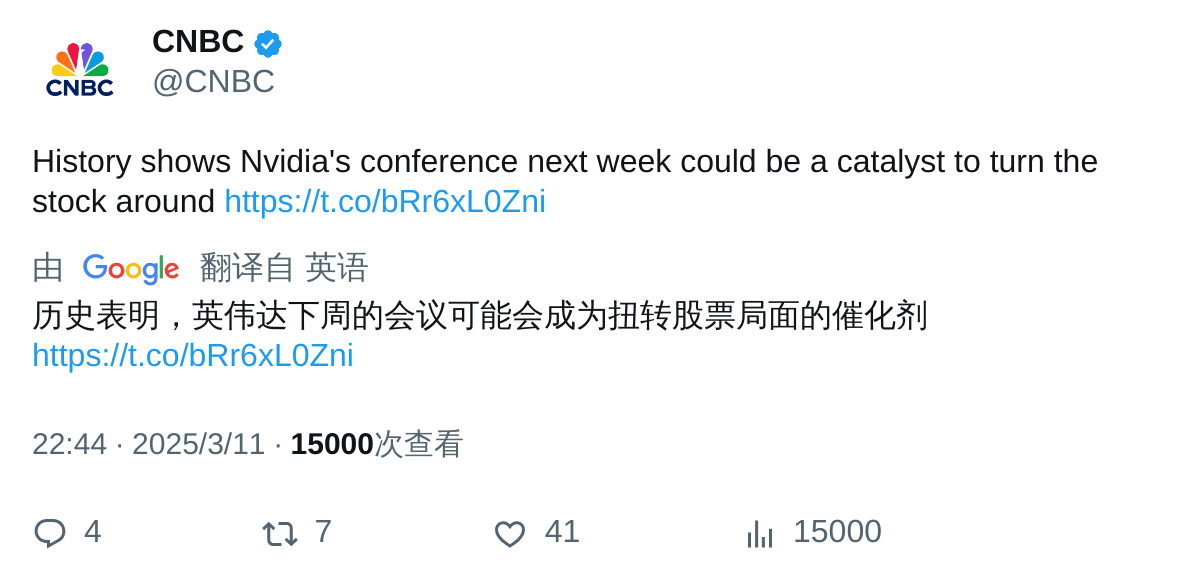 CNBC
CNBC
@CNBC
History shows Nvidia's conference next week could be a catalyst to turn the
stock around https://t.co/bRr6xL0Zni
由 Google 翻译自 英语
历史表明，英伟达下周的会议可能会成为扭转股票局面的催化剂
https://t.co/bRr6xL0Zni
22:44 · 2025/3/11 · 15000次查看
4 7 41 15000